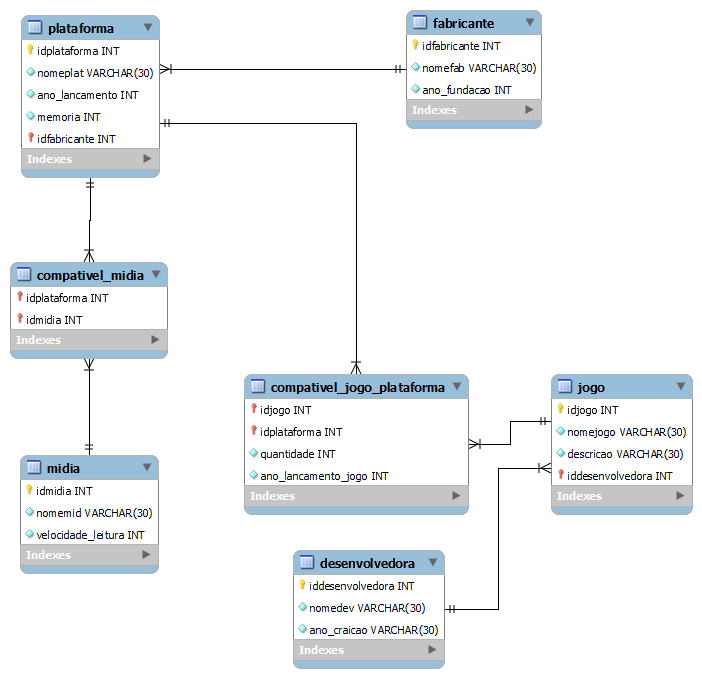 plataforma
idplataforma INT
nomeplat VARCHAR(30)
ano_lancamento INT
memoria INT
idfabricante INT
Indexes
fabricante
idfabricante INT
nomefab VARCHAR(30)
ano_fundacao INT
Indexes
compativel_midia
idplataforma INT
idmidia INT
Indexes
compativel_jogo_plataforma
idjogo INT
idplataforma INT
quantidade INT
ano_lancamento_jogo INT
Indexes
jogo
idjogo INT
nomejogo VARCHAR(30)
descricao VARCHAR(30)
iddesenvolvedora INT
Indexes
midia
idmidia INT
nomemid VARCHAR(30)
velocidade_leitura INT
Indexes
desenvolvedora
iddesenvolvedora INT
nomedev VARCHAR(30)
ano_craicao VARCHAR(30)
Indexes